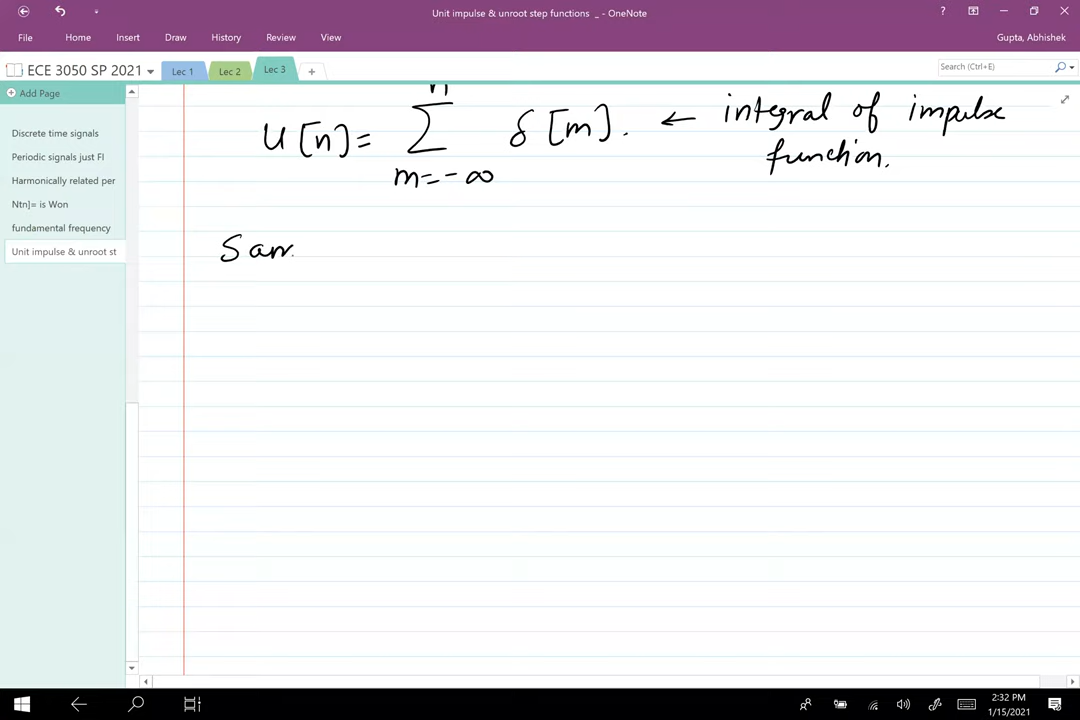 Unit impulse & unroot step functions _ - OneNote
File Home Insert Draw History Review View
Gupta, Abhishek
ECE 3050 SP 2021 Lec 1 Lec 2 Lec 3 +
Search (Ctrl+E)
Add Page
Discrete time signals
Periodic signals just FI
Harmonically related per
Ntn]= is Won
fundamental frequency
Unit impulse & unroot st
n
u[n]= Σ δ[m]. ← integral of impulse
m=-∞ function.
Sam
2:32 PM
1/15/2021